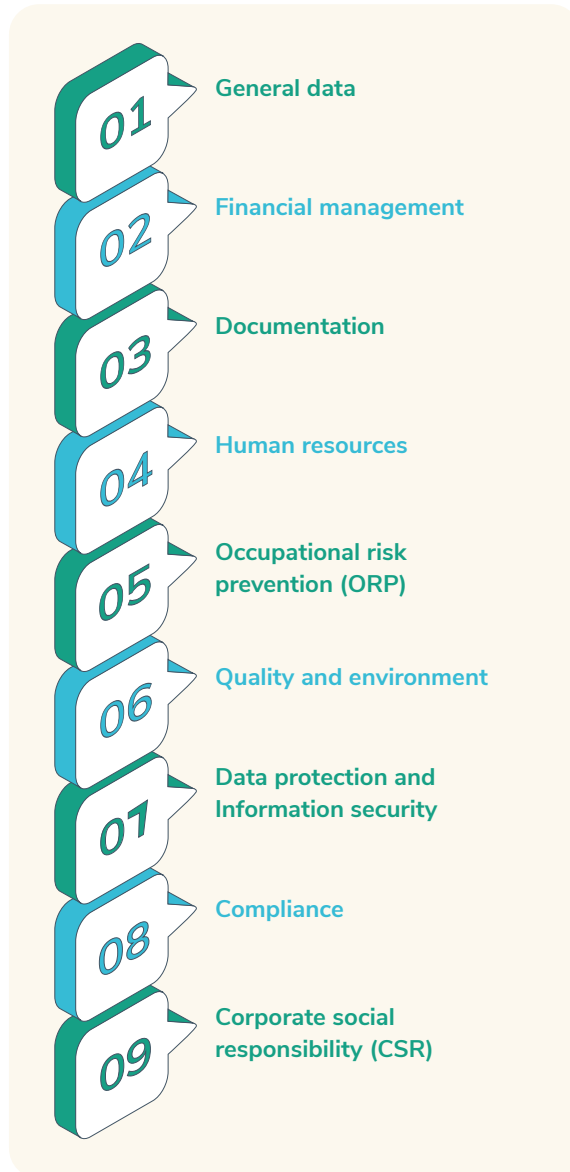 01
General data
02
Financial management
03
Documentation
04
Human resources
05
Occupational risk
prevention (ORP)
06
Quality and environment
07
Data protection and
Information security
08
Compliance
09
Corporate social
responsibility (CSR)